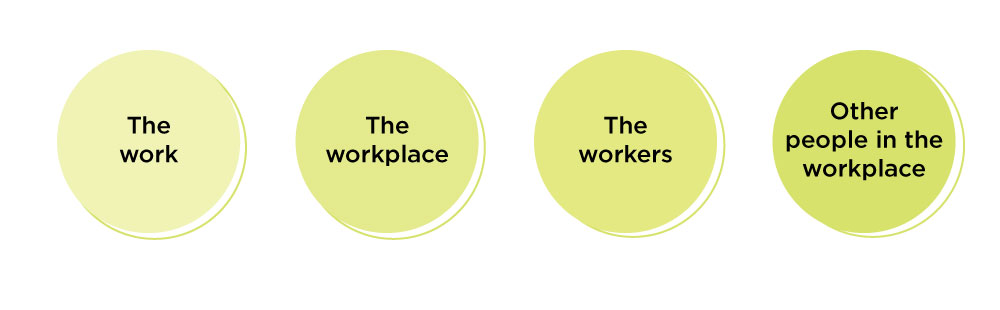 The
work
The
workplace
The
workers
Other
people in the
workplace